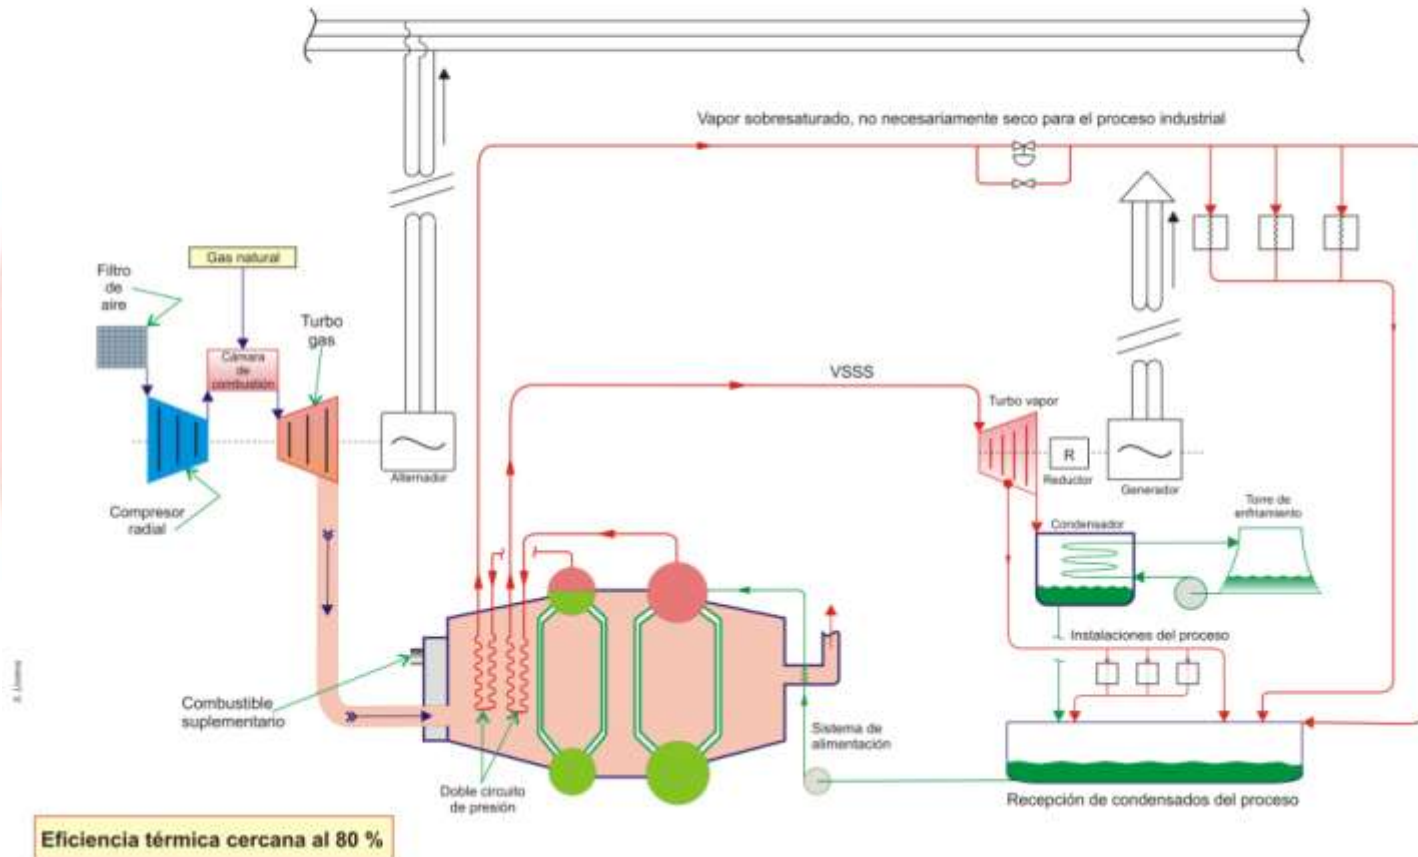 Vapor sobresaturado, no necesariamente seco para el proceso industrial
Gas natural
Filtro
de
aire
Turbo
gas
Cámara
de
combustión
VSSS
Turbo vapor
Alternador
R
Reductor
Generador
Compresor
radial
Condensador
Torre de
enfriamiento
Instalaciones del proceso
Combustible
suplementario
Sistema de
alimentación
Doble circuito
de presión
Recepción de condensados del proceso
Eficiencia térmica cercana al 80 %